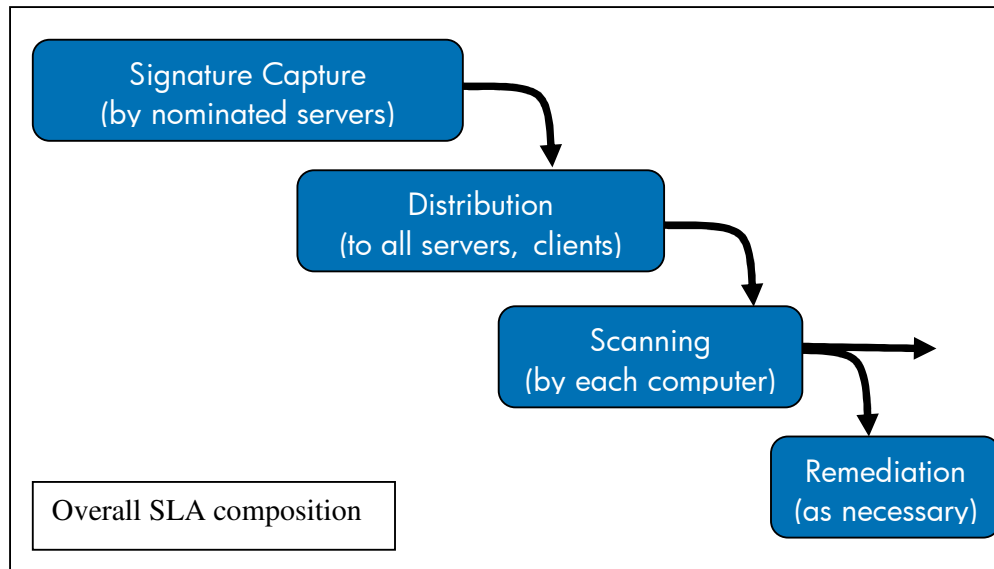 Signature Capture
(by nominated servers)
Distribution
(to all servers, clients)
Scanning
(by each computer)
Remediation
(as necessary)
Overall SLA composition